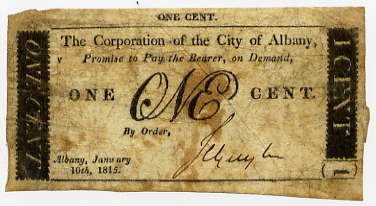 ONE CENT.
The Corporation of the City of Albany,
Promise to Pay the Bearer, on Demand,
ONE ONE CENT.
By Order,
Albany, January
10th, 1815.
ONE CENT
1 CENT